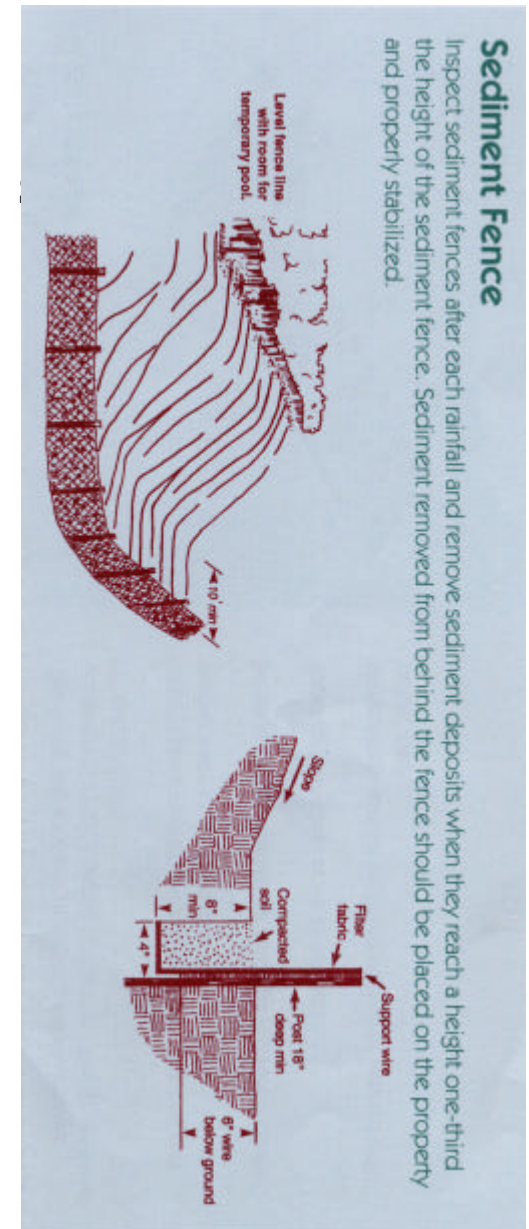 Sediment Fence
Inspect sediment fences after each rainfall and remove sediment deposits when they reach a height one-third
the height of the sediment fence. Sediment removed from behind the fence should be placed on the property
and properly stabilized.
Level fence line
with room for
temporary pool.
10' min
Slope
Filter
fabric
Support wire
Compacted
soil
Post 18"
deep min
8"
min
4"
6" wire
below ground